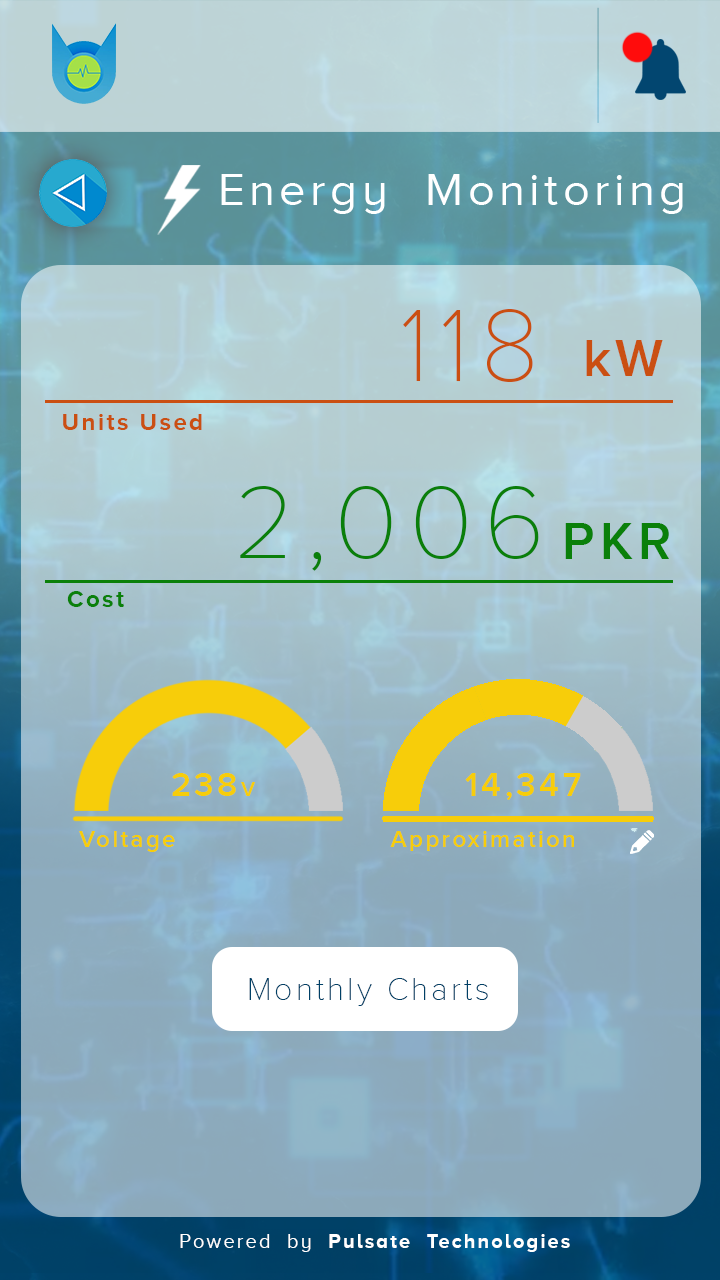 Energy Monitoring
118 kW
Units Used
2,006 PKR
Cost
238v 14,347
Voltage Approximation
Monthly Charts
Powered by Pulsate Technologies